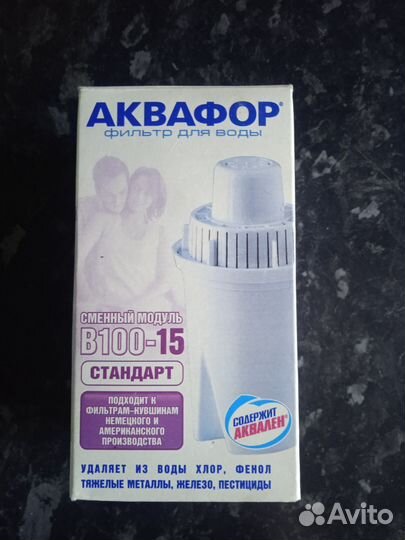 АКВАФОР®
ФИЛЬТР ДЛЯ ВОДЫ
СМЕННЫЙ МОДУЛЬ
В100-15
СТАНДАРТ
ПОДХОДИТ К
ФИЛЬТРАМ-КУВШИНАМ
НЕМЕЦКОГО И
АМЕРИКАНСКОГО
ПРОИЗВОДСТВА
СОДЕРЖИТ
АКВАЛЕН®
УДАЛЯЕТ ИЗ ВОДЫ ХЛОР, ФЕНОЛ
ТЯЖЕЛЫЕ МЕТАЛЛЫ, ЖЕЛЕЗО, ПЕСТИЦИДЫ
Avito